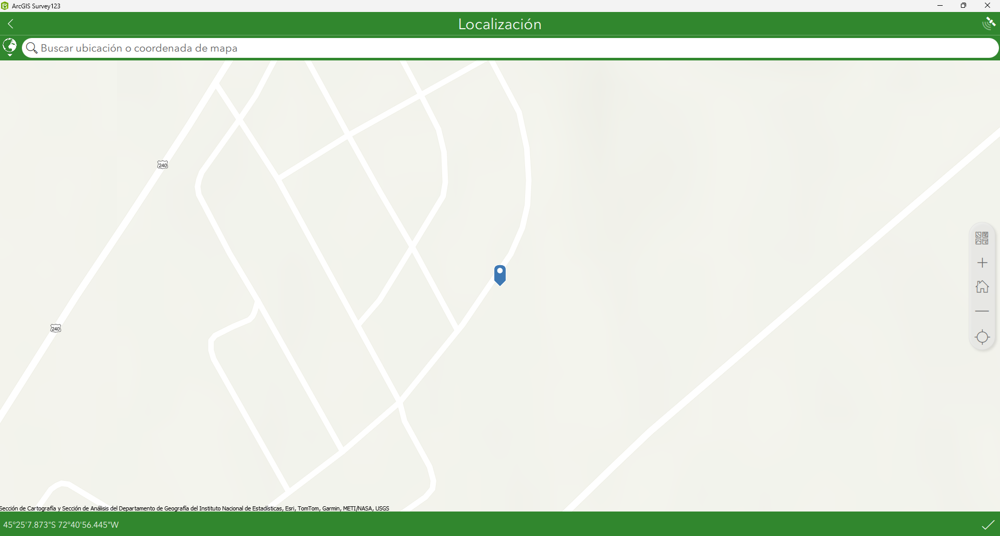 ArcGIS Survey123
Localización
Buscar ubicación o coordenada de mapa
240
240
Sección de Cartografía y Sección de Análisis del Departamento de Geografía del Instituto Nacional de Estadísticas, Esri, TomTom, Garmin, METI/NASA, USGS
45°25'7.873"S 72°40'56.445"W